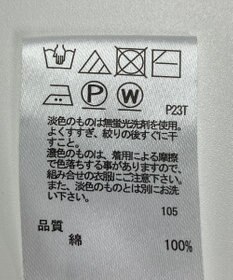 P W
P23T
淡色のものは無蛍光洗剤を使用。
よくすすぎ、絞りの後すぐに干
すこと。
濃色のものは、着用による摩擦
で色落ちする事がありますので、
組み合せの衣服にご注意下さい。
また、淡色のものとは別にお洗
い下さい。
105
品質
綿 100%